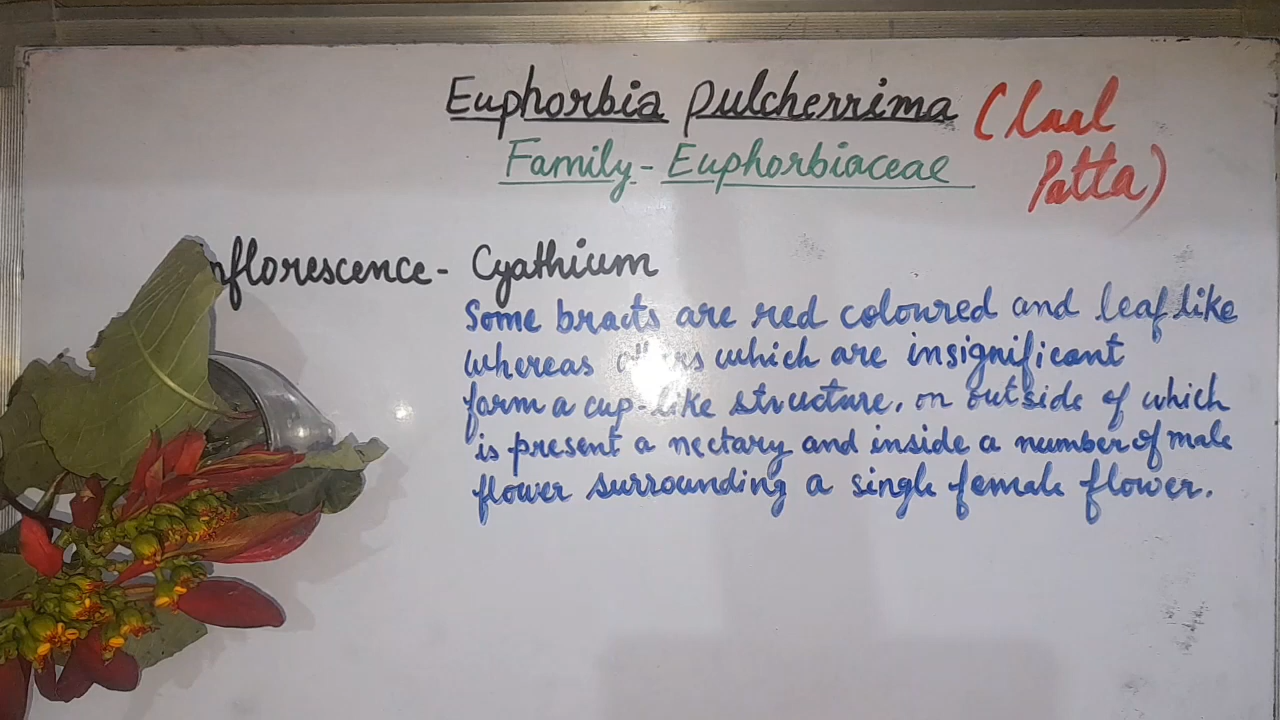 Euphorbia pulcherrima (Laal
Patta)
Family - Euphorbiaceae
nflorescence - Cyathium
Some bracts are red coloured and leaf like
whereas others which are insignificant
form a cup-like structure, on outside of which
is present a nectary and inside a number of male
flower surrounding a single female flower.